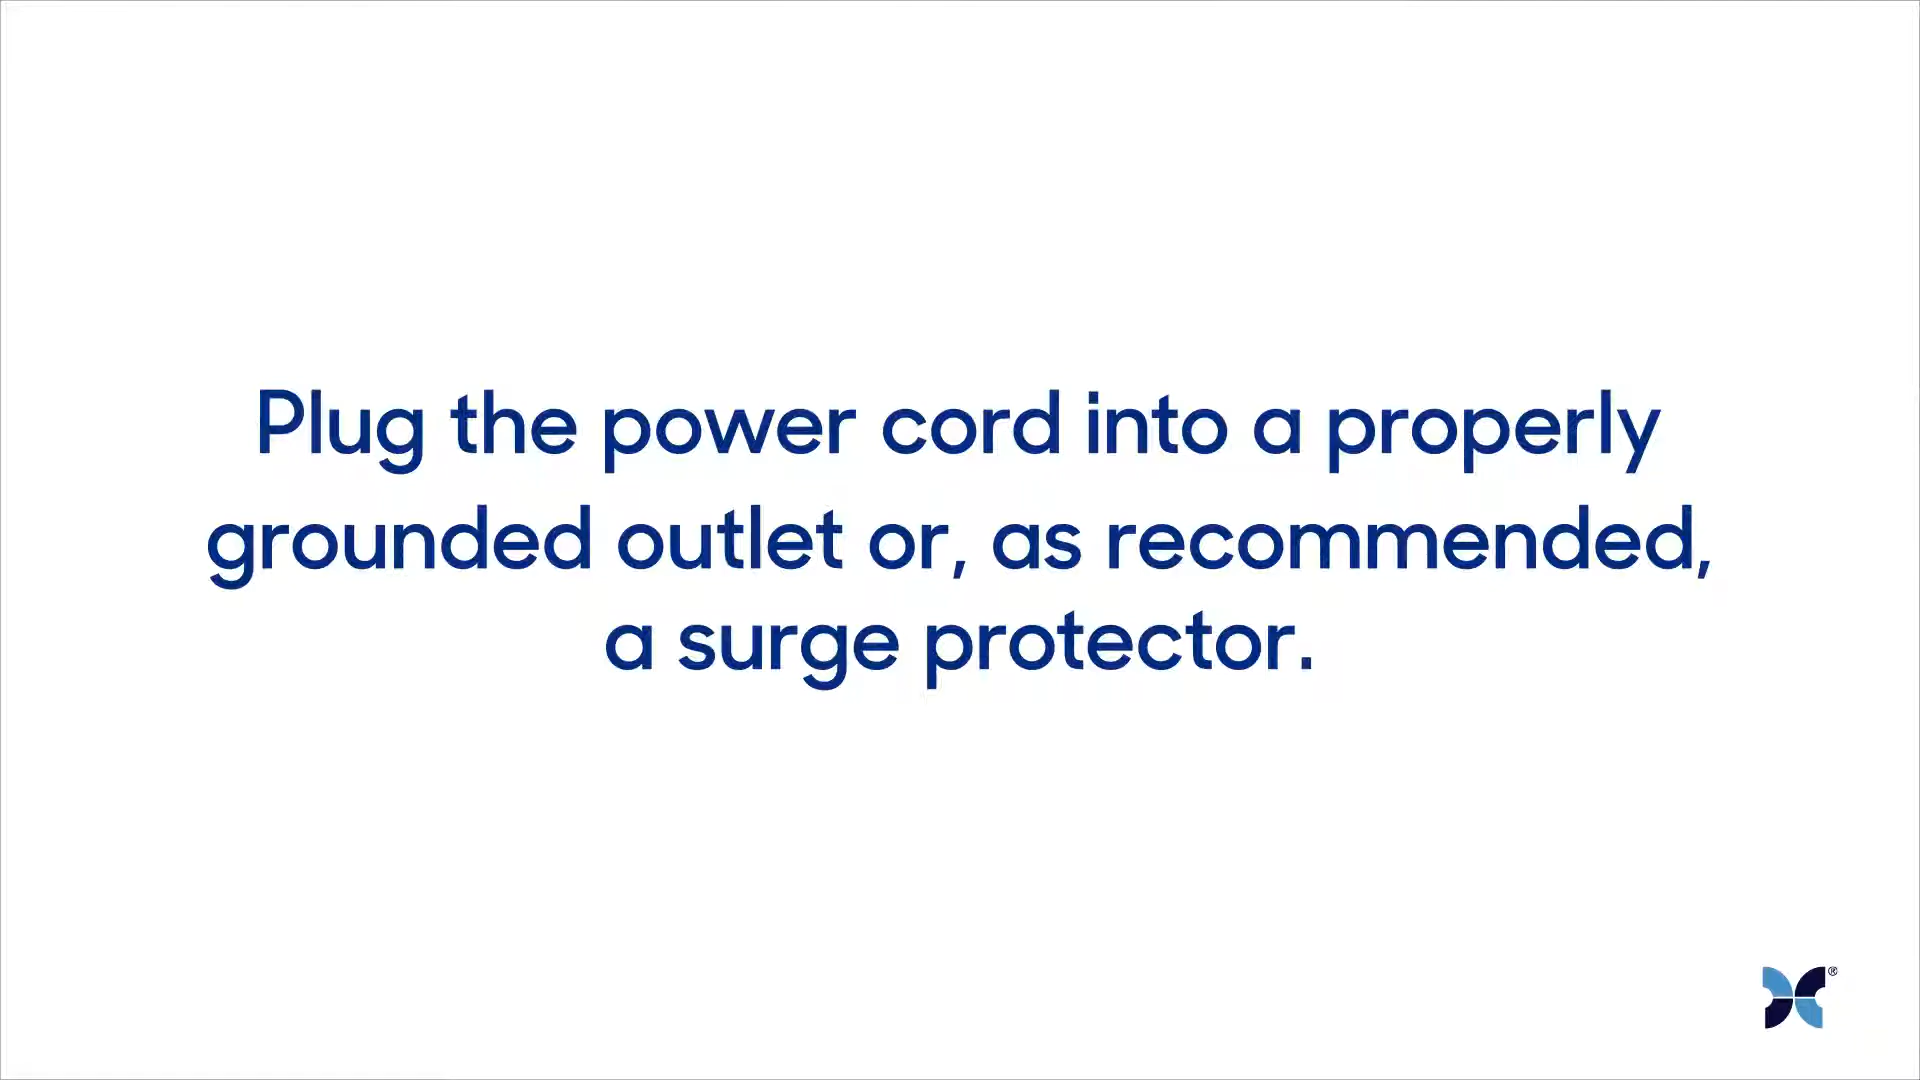 Plug the power cord into a properly
grounded outlet or, as recommended,
a surge protector.
®